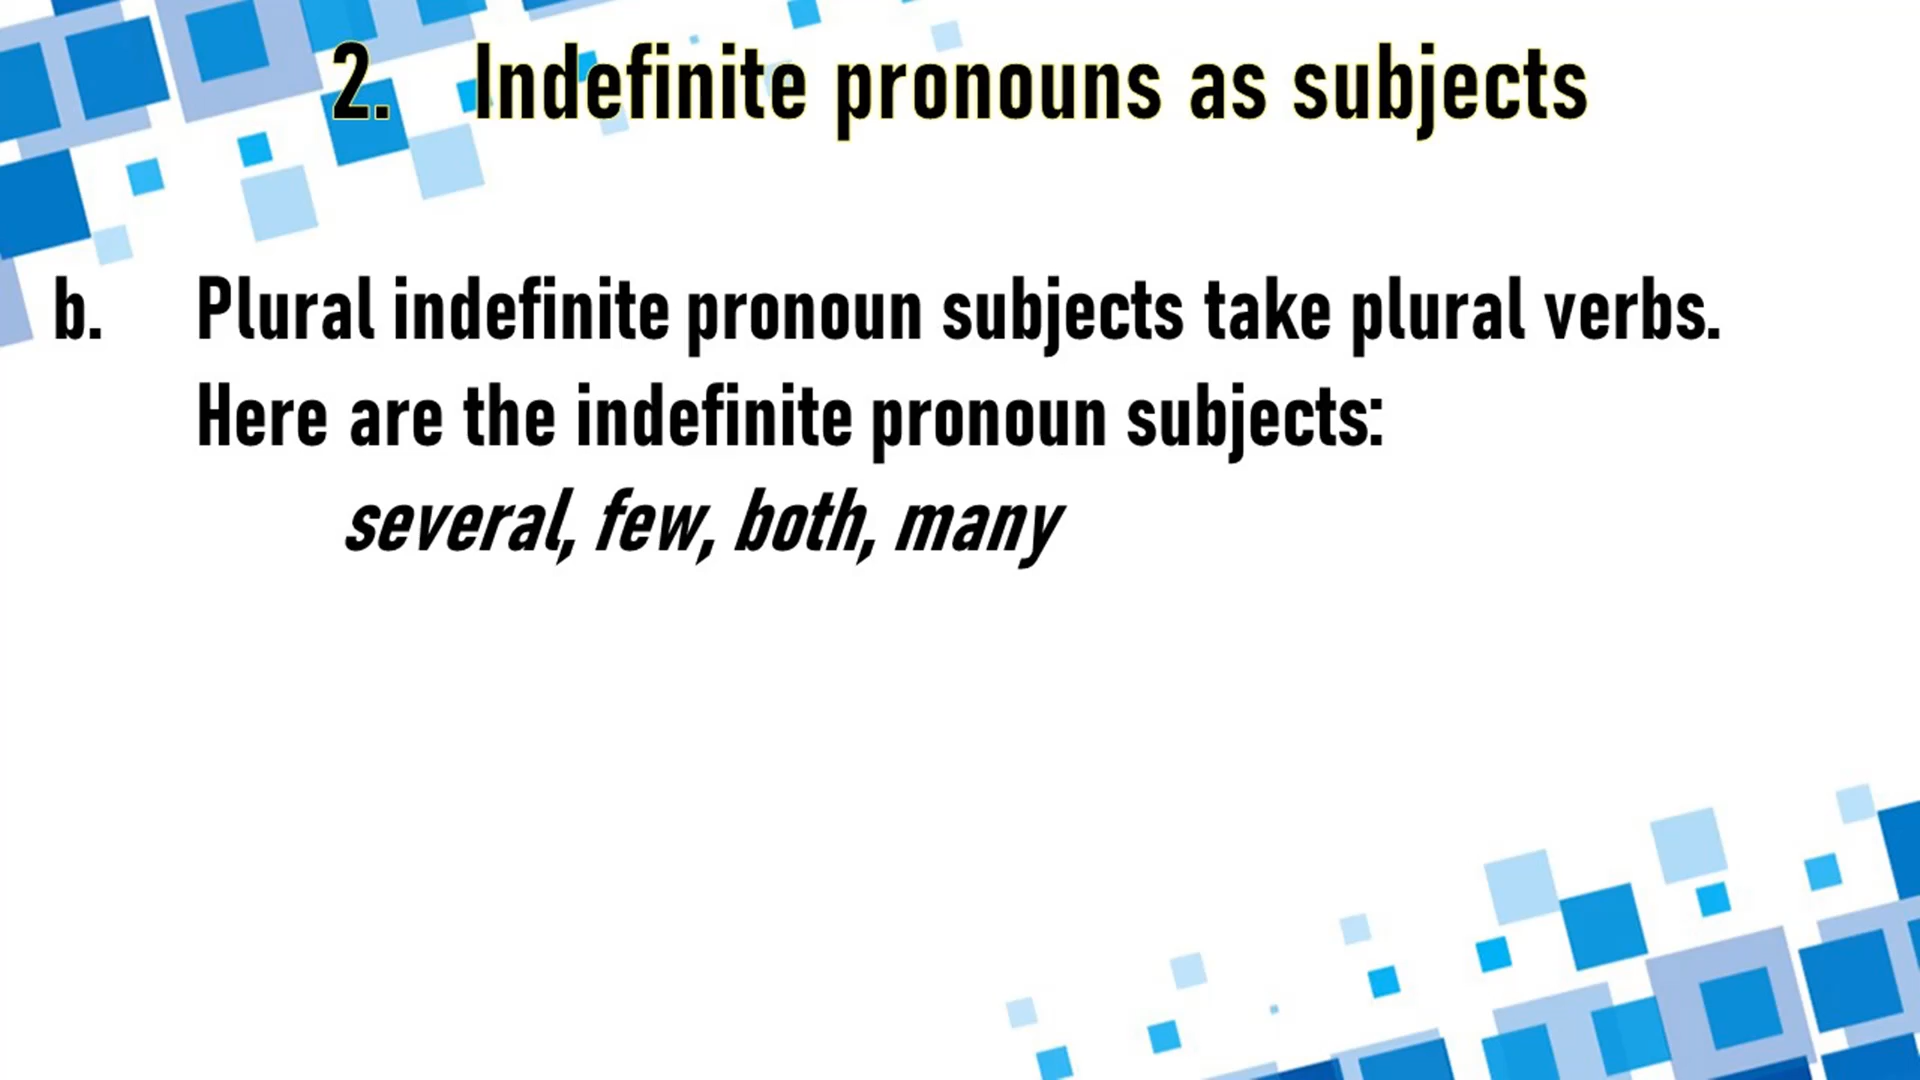 2. Indefinite pronouns as subjects
b. Plural indefinite pronoun subjects take plural verbs.
Here are the indefinite pronoun subjects:
several, few, both, many